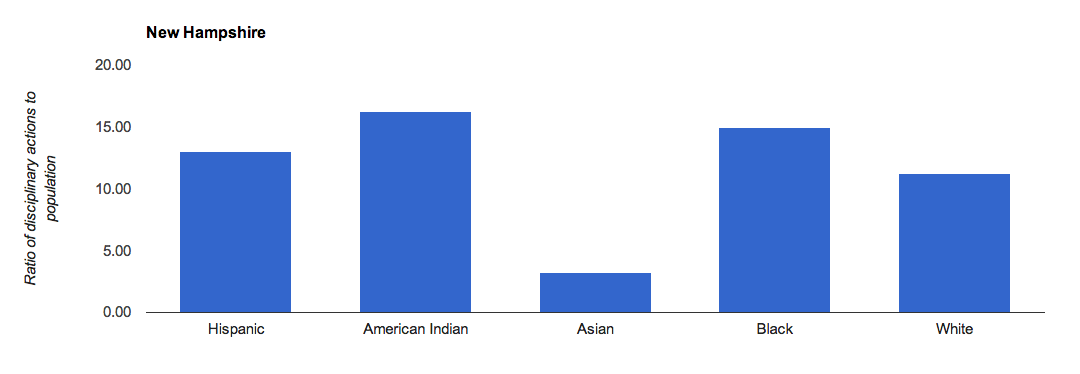 New Hampshire
Ratio of disciplinary actions to
population
20.00
15.00
10.00
5.00
0.00
Hispanic
American Indian
Asian
Black
White